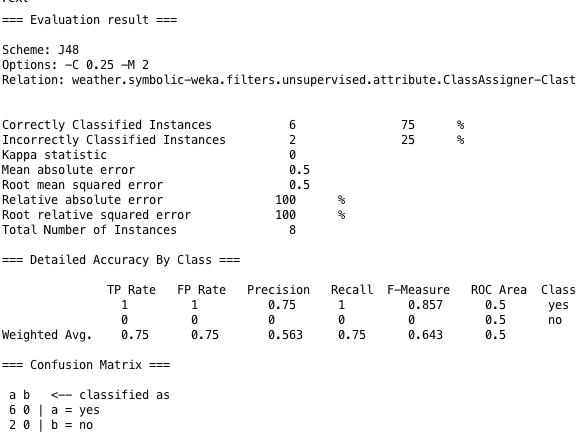 === Evaluation result ===
Scheme: J48
Options: -C 0.25 -M 2
Relation: weather.symbolic-weka.filters.unsupervised.attribute.ClassAssigner-Clast
Correctly Classified Instances 6 75 %
Incorrectly Classified Instances 2 25 %
Kappa statistic 0
Mean absolute error 0.5
Root mean squared error 0.5
Relative absolute error 100 %
Root relative squared error 100 %
Total Number of Instances 8
=== Detailed Accuracy By Class ===
TP Rate FP Rate Precision Recall F-Measure ROC Area Class
1 1 0.75 1 0.857 0.5 yes
0 0 0 0 0 0.5 no
Weighted Avg. 0.75 0.75 0.563 0.75 0.643 0.5
=== Confusion Matrix ===
a b <-- classified as
6 0 | a = yes
2 0 | b = no